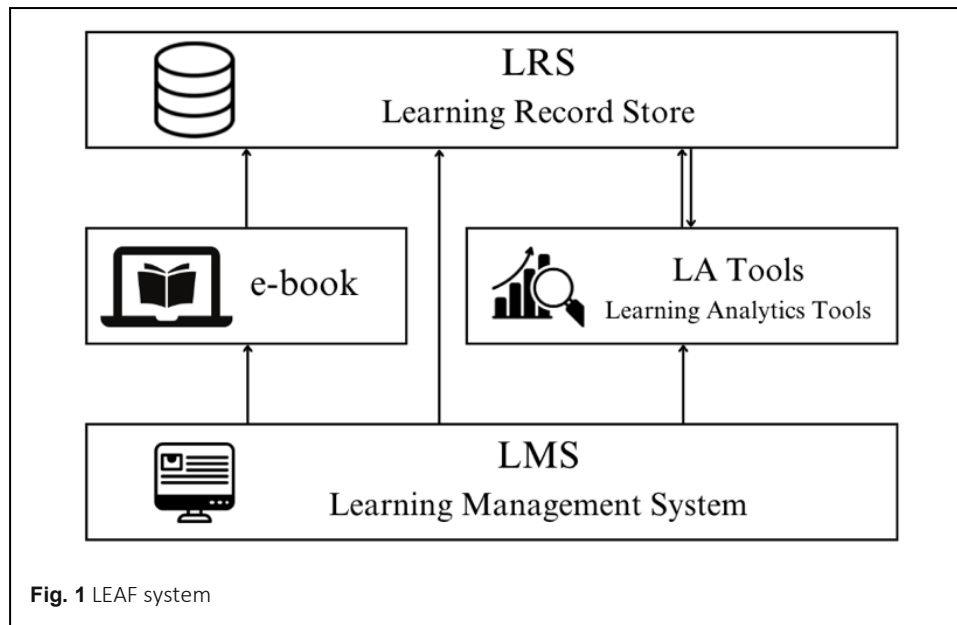 LRS
Learning Record Store
e-book
LA Tools
Learning Analytics Tools
LMS
Learning Management System
Fig. 1 LEAF system